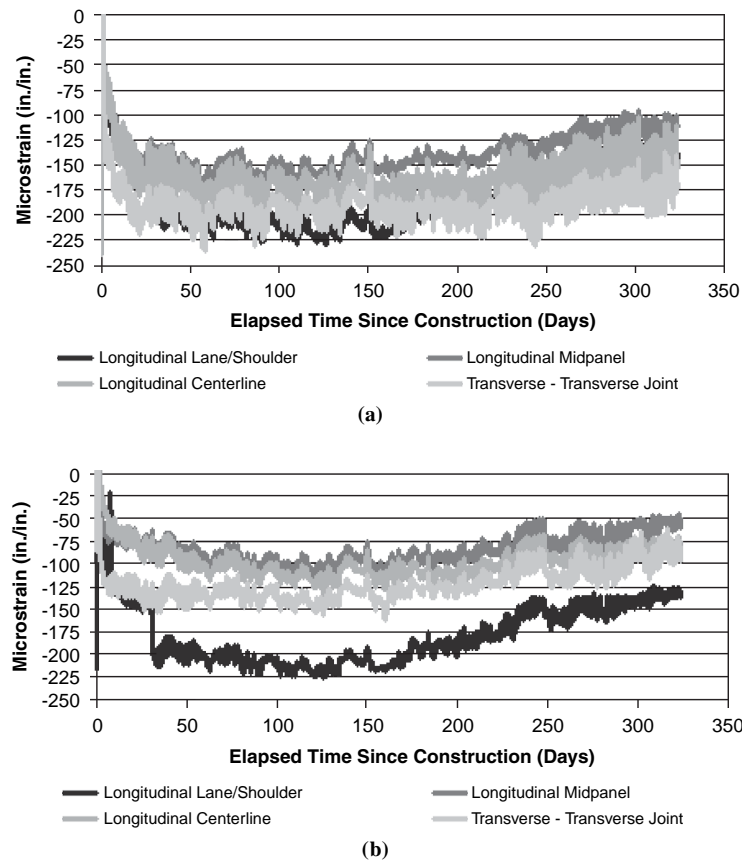 0
-25
-50
-75
-100
-125
-150
-175
-200
-225
-250
Microstrain (in./in.)
0 50 100 150 200 250 300 350
Elapsed Time Since Construction (Days)
Longitudinal Lane/Shoulder Longitudinal Midpanel
Longitudinal Centerline Transverse - Transverse Joint
(a)
0
-25
-50
-75
-100
-125
-150
-175
-200
-225
-250
Microstrain (in./in.)
0 50 100 150 200 250 300 350
Elapsed Time Since Construction (Days)
Longitudinal Lane/Shoulder Longitudinal Midpanel
Longitudinal Centerline Transverse - Transverse Joint
(b)